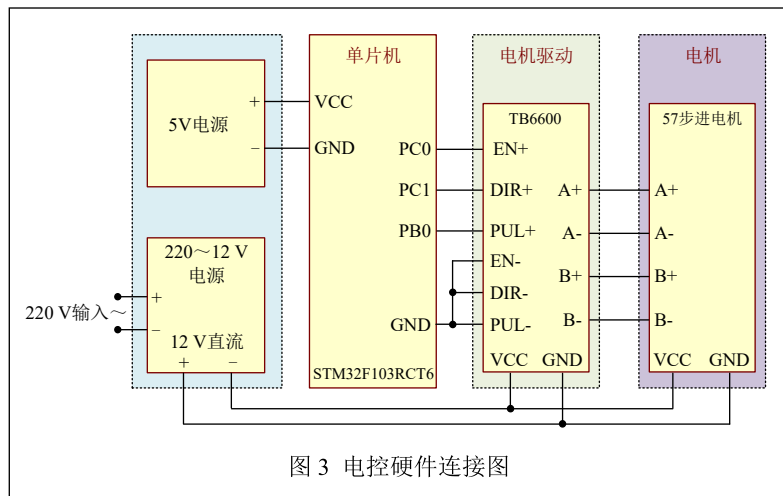 单片机
电机驱动
电机
5V电源
+
−
VCC
GND
PC0
PC1
PB0
GND
STM32F103RCT6
TB6600
EN+
DIR+
PUL+
EN-
DIR-
PUL-
A+
A-
B+
B-
VCC GND
57步进电机
A+
A-
B+
B-
VCC GND
220～12 V
电源
220 V输入～
+
−
12 V直流
+ −
图 3 电控硬件连接图